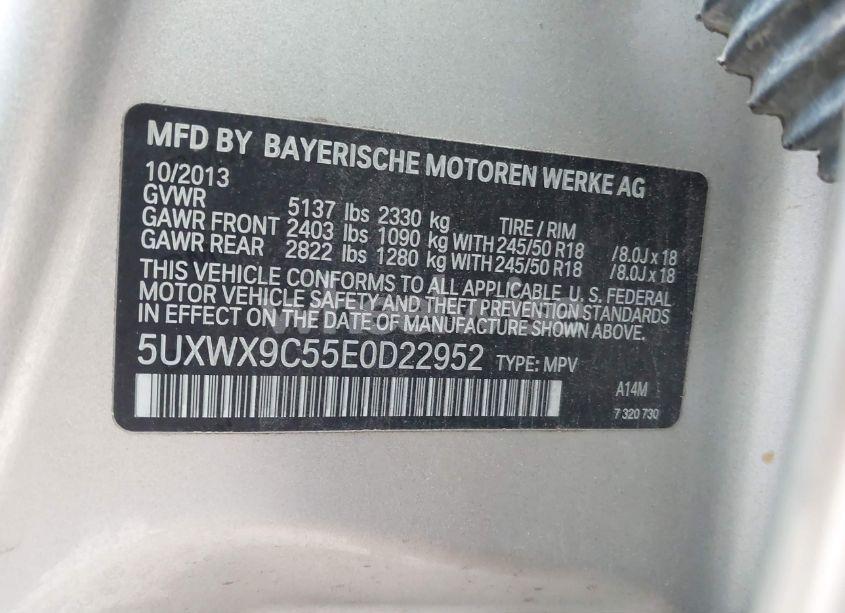 MFD BY BAYERISCHE MOTOREN WERKE AG
10/2013
GVWR 5137 lbs 2330 kg TIRE / RIM
GAWR FRONT 2403 lbs 1090 kg WITH 245/50 R18 /8.0J x 18
GAWR REAR 2822 lbs 1280 kg WITH 245/50 R18 /8.0J x 18
THIS VEHICLE CONFORMS TO ALL APPLICABLE U. S. FEDERAL
MOTOR VEHICLE SAFETY AND THEFT PREVENTION STANDARDS
IN EFFECT ON THE DATE OF MANUFACTURE SHOWN ABOVE.
5UXWX9C55E0D22952 TYPE: MPV
A14M
7 320 730